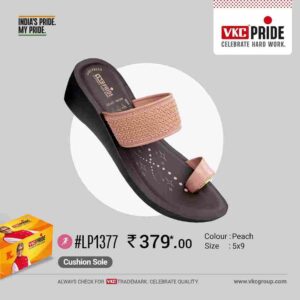 INDIA'S PRIDE.
MY PRIDE.
VKC PRIDE
CELEBRATE HARD WORK.
#LP1377
₹379*.00
Colour : Peach
Size : 5x9
Cushion Sole
ALWAYS CHECK FOR VKC TRADEMARK. CELEBRATE QUALITY.
www.vkcgroup.com